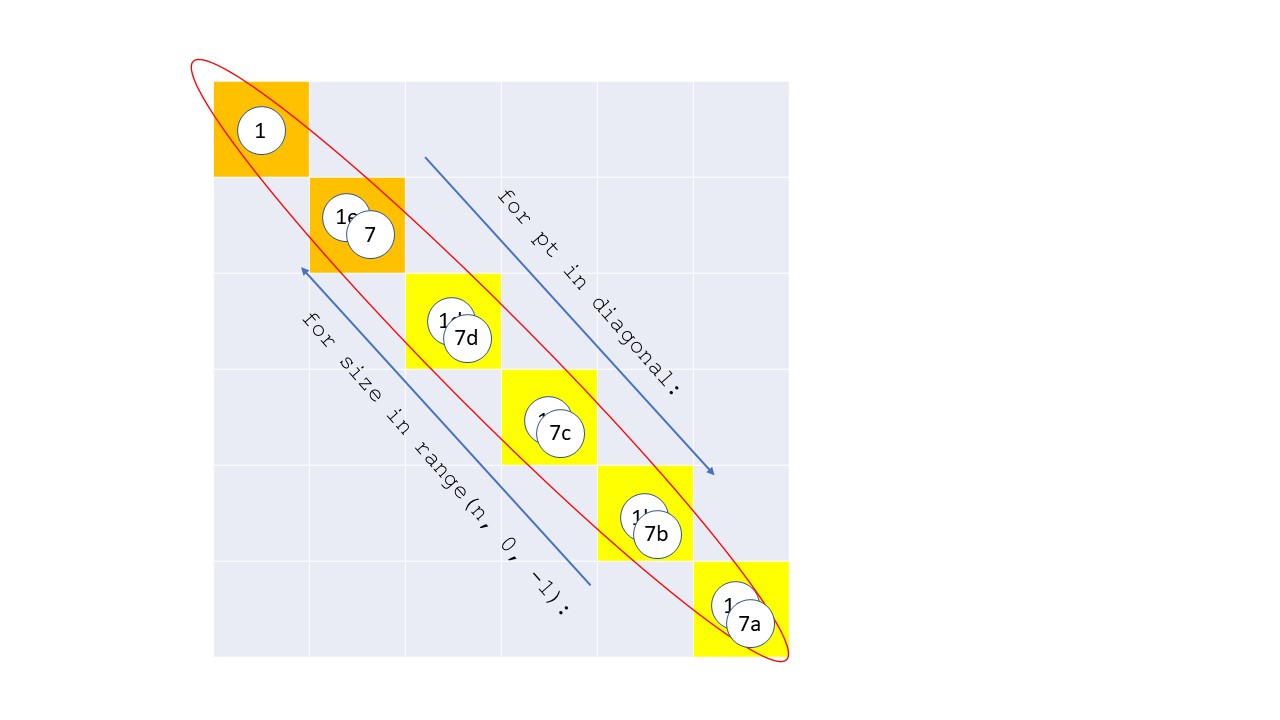 1
7
for pt in diagonal:
7d
for size in range(n, 0, -1):
7c
7b
7a